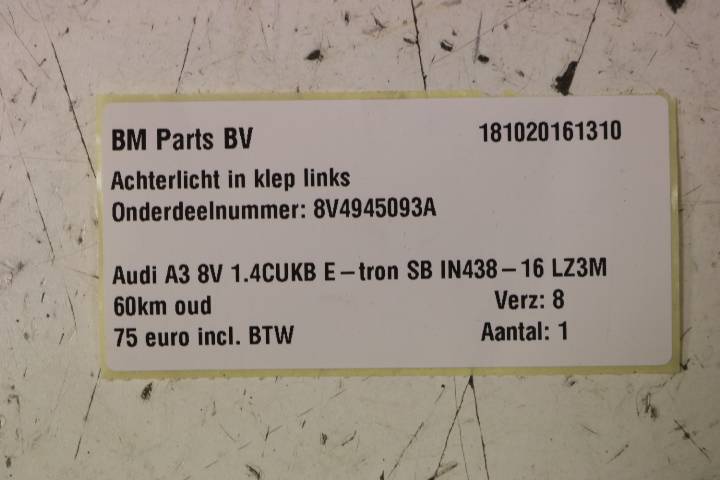 BM Parts BV 181020161310
Achterlicht in klep links
Onderdeelnummer: 8V4945093A
Audi A3 8V 1.4CUKB E-tron SB IN438-16 LZ3M
60km oud Verz: 8
75 euro incl. BTW Aantal: 1